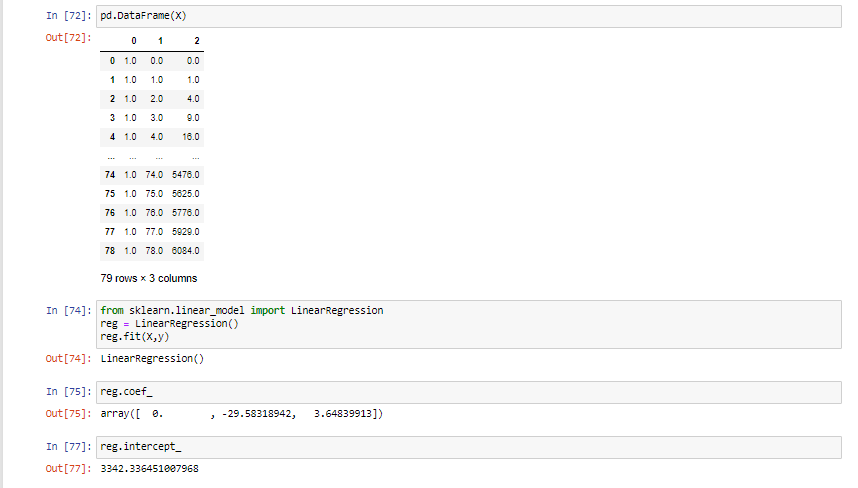 In [72]: pd.DataFrame(X)
Out[72]:
0 1 2
0 1.0 0.0 0.0
1 1.0 1.0 1.0
2 1.0 2.0 4.0
3 1.0 3.0 9.0
4 1.0 4.0 16.0
... ... ... ...
74 1.0 74.0 5476.0
75 1.0 75.0 5625.0
76 1.0 76.0 5776.0
77 1.0 77.0 5929.0
78 1.0 78.0 6084.0
79 rows × 3 columns
In [74]: from sklearn.linear_model import LinearRegression
reg = LinearRegression()
reg.fit(X,y)
Out[74]: LinearRegression()
In [75]: reg.coef_
Out[75]: array([ 0. , -29.58318942, 3.64839913])
In [77]: reg.intercept_
Out[77]: 3342.336451007968